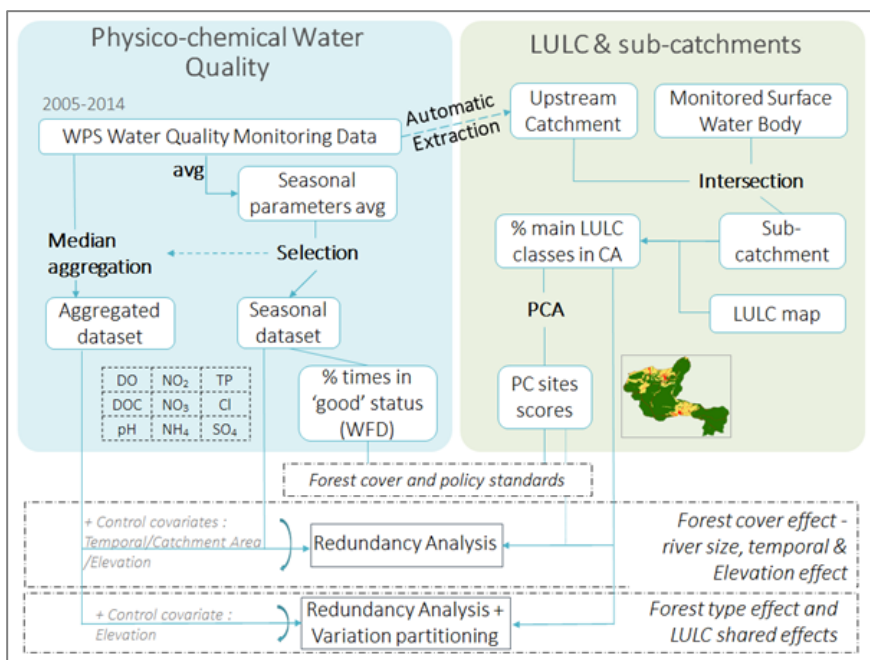 Physico-chemical Water
Quality
2005-2014
WPS Water Quality Monitoring Data
avg
Seasonal
parameters avg
Median
aggregation
Selection
Aggregated
dataset
Seasonal
dataset
DO NO₂ TP
DOC NO₃ Cl
pH NH₄ SO₄
% times in
‘good’ status
(WFD)
Automatic
Extraction
LULC & sub-catchments
Upstream
Catchment
Monitored Surface
Water Body
Intersection
% main LULC
classes in CA
Sub-
catchment
PCA
LULC map
PC sites
scores
Forest cover and policy standards
+ Control covariates :
Temporal/Catchment Area
/Elevation
Redundancy Analysis
Forest cover effect -
river size, temporal &
Elevation effect
+ Control covariate :
Elevation
Redundancy Analysis +
Variation partitioning
Forest type effect and
LULC shared effects